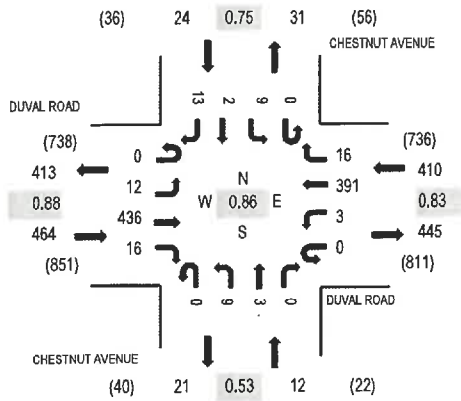 (36) 24 0.75 31 (56)
CHESTNUT AVENUE
13 2 9 0
DUVAL ROAD
(738) 0 16 (736)
413 410
12 N 391
0.88 W 0.86 E 0.83
436 S 3
464 445
16 0
(851) (811)
0 9 3 0
DUVAL ROAD
CHESTNUT AVENUE
(40) 21 0.53 12 (22)